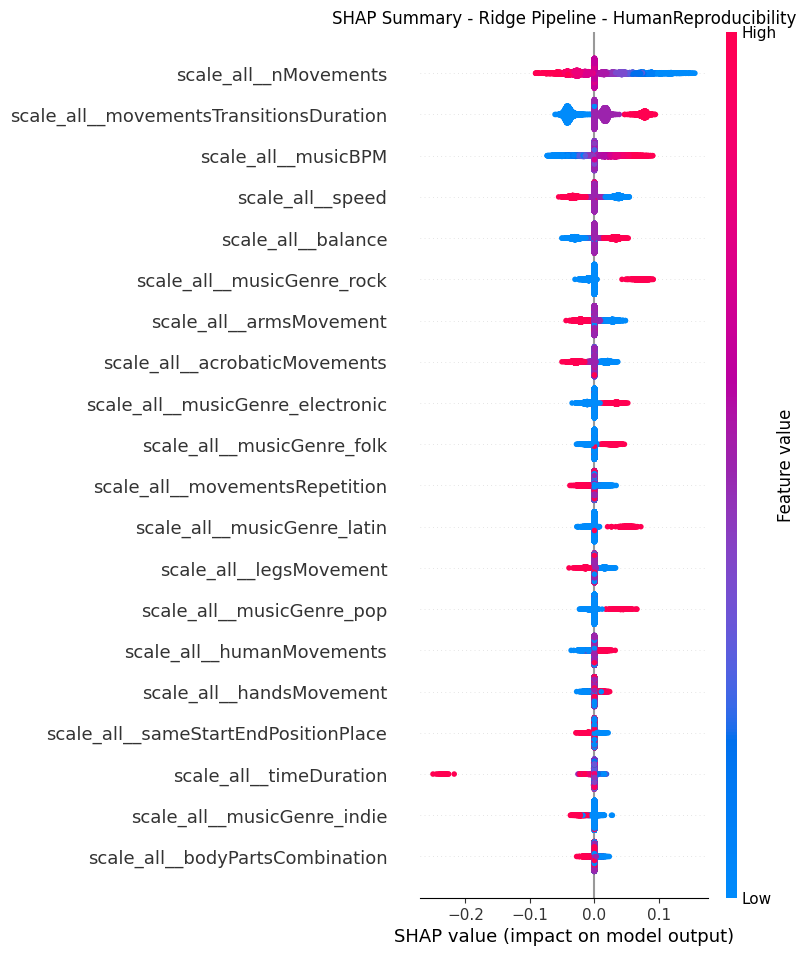 SHAP Summary - Ridge Pipeline - HumanReproducibility
High
scale_all__nMovements
scale_all__movementsTransitionsDuration
scale_all__musicBPM
scale_all__speed
scale_all__balance
scale_all__musicGenre_rock
scale_all__armsMovement
scale_all__acrobaticMovements
scale_all__musicGenre_electronic
scale_all__musicGenre_folk
scale_all__movementsRepetition
scale_all__musicGenre_latin
scale_all__legsMovement
scale_all__musicGenre_pop
scale_all__humanMovements
scale_all__handsMovement
scale_all__sameStartEndPositionPlace
scale_all__timeDuration
scale_all__musicGenre_indie
scale_all__bodyPartsCombination
Feature value
Low
−0.2 −0.1 0.0 0.1
SHAP value (impact on model output)